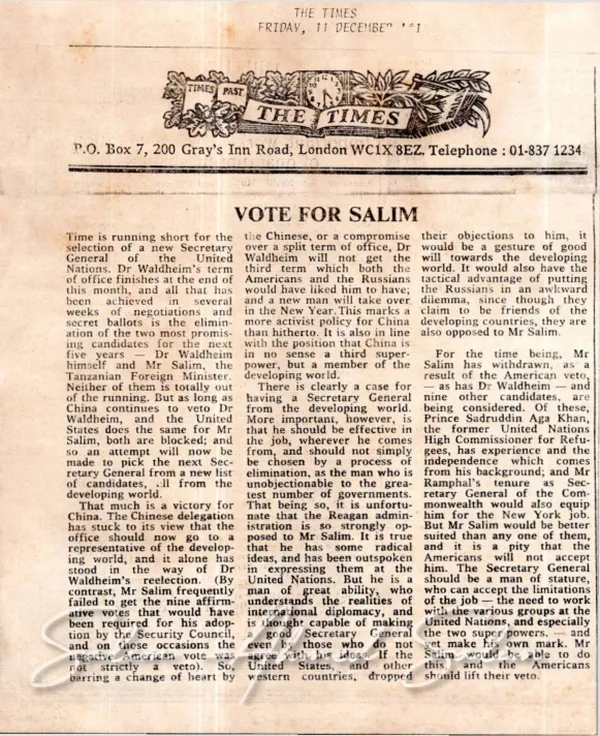 THE TIMES
FRIDAY, 11 DECEMBER
TIMES PAST
THE TIMES
P.O. Box 7, 200 Gray's Inn Road, London WC1X 8EZ. Telephone : 01-837 1234
VOTE FOR SALIM
Time is running short for the
selection of a new Secretary
General of the United
Nations. Dr Waldheim's term
of office finishes at the end of
this month, and all that has
been achieved in several
weeks of negotiations and
secret ballots is the elimin-
ation of the two most promis-
ing candidates for the next
five years — Dr Waldheim
himself and Mr Salim, the
Tanzanian Foreign Minister.
Neither of them is totally out
of the running. But as long as
China continues to veto Dr
Waldheim, and the United
States does the same for Mr
Salim, both are blocked; and
so an attempt will now be
made to pick the next Sec-
retary General from a new list
of candidates, all from the
developing world.
That much is a victory for
China. The Chinese delegation
has stuck to its view that the
office should now go to a
representative of the develop-
ing world, and it alone has
stood in the way of Dr
Waldheim's reelection. (By
contrast, Mr Salim frequently
failed to get the nine affirm-
ative votes that would have
been required for his adop-
tion by the Security Council,
and on these occasions the
negative American vote was
not strictly a veto). So,
barring a change of heart by
the Chinese, or a compromise
over a split term of office, Dr
Waldheim will not get the
third term which both the
Americans and the Russians
would have liked him to have;
and a new man will take over
in the New Year. This marks a
more activist policy for China
than hitherto. It is also in line
with the position that China is
in no sense a third super-
power, but a member of the
developing world.
There is clearly a case for
having a Secretary General
from the developing world.
More important, however, is
that he should be effective in
the job, wherever he comes
from, and should not simply
be chosen by a process of
elimination, as the man who is
unobjectionable to the grea-
test number of governments.
That being so, it is unfortu-
nate that the Reagan admin-
istration is so strongly op-
posed to Mr Salim. It is true
that he has some radical
ideas, and has been outspoken
in expressing them at the
United Nations. But he is a
man of great ability, who
understands the realities of
international diplomacy, and
is thought capable of making
a good Secretary General
even by those who do not
agree with his ideas. If the
United States, and other
western countries, dropped
their objections to him, it
would be a gesture of good
will towards the developing
world. It would also have the
tactical advantage of putting
the Russians in an awkward
dilemma, since though they
claim to be friends of the
developing countries, they are
also opposed to Mr Salim.
For the time being, Mr
Salim has withdrawn, as a
result of the American veto,
— as has Dr Waldheim — and
nine other candidates, are
being considered. Of these,
Prince Sadruddin Aga Khan,
the former United Nations
High Commissioner for Refu-
gees, has experience and the
independence which comes
from his background; and Mr
Ramphal's tenure as Sec-
retary General of the Com-
monwealth would also equip
him for the New York job.
But Mr Salim would be better
suited than any one of them,
and it is a pity that the
Americans will not accept
him. The Secretary General
should be a man of stature,
who can accept the limitations
of the job — the need to work
with the various groups at the
United Nations, and especially
the two super powers. — and
yet make his own mark. Mr
Salim would be able to do
this, and the Americans
should lift their veto.